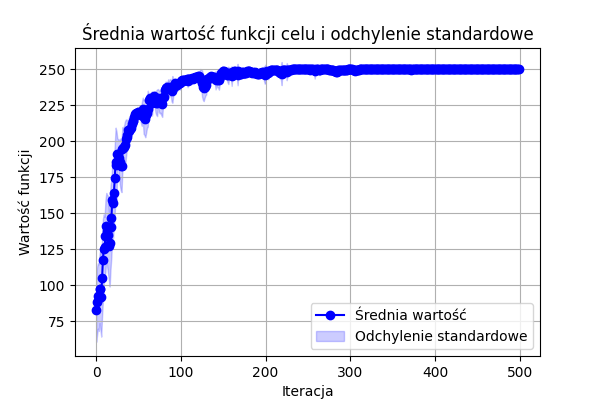 Średnia wartość funkcji celu i odchylenie standardowe
Wartość funkcji
250
225
200
175
150
125
100
75
Średnia wartość
Odchylenie standardowe
0 100 200 300 400 500
Iteracja